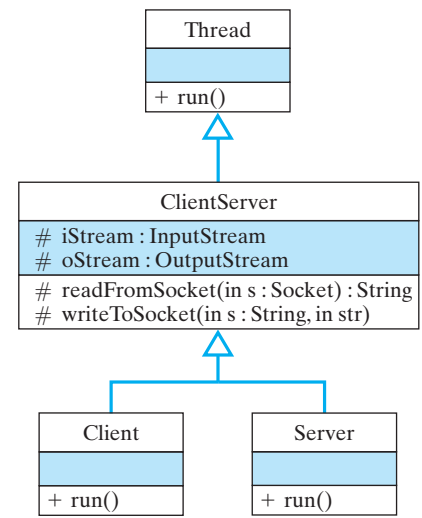 Thread
+ run()
ClientServer
# iStream : InputStream
# oStream : OutputStream
# readFromSocket(in s : Socket) : String
# writeToSocket(in s : String, in str)
Client
+ run()
Server
+ run()